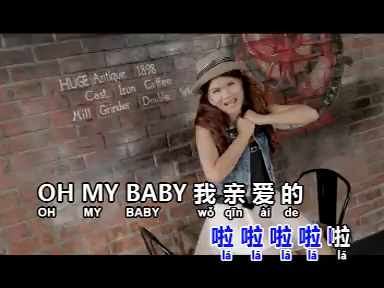 HUGE Antique 1898
Cast Iron Coffee
Mill Grinder Double
OH MY BABY 我亲爱的
OH MY BABY wǒ qīn ài de
啦啦啦啦啦
lā lā lā lā lá